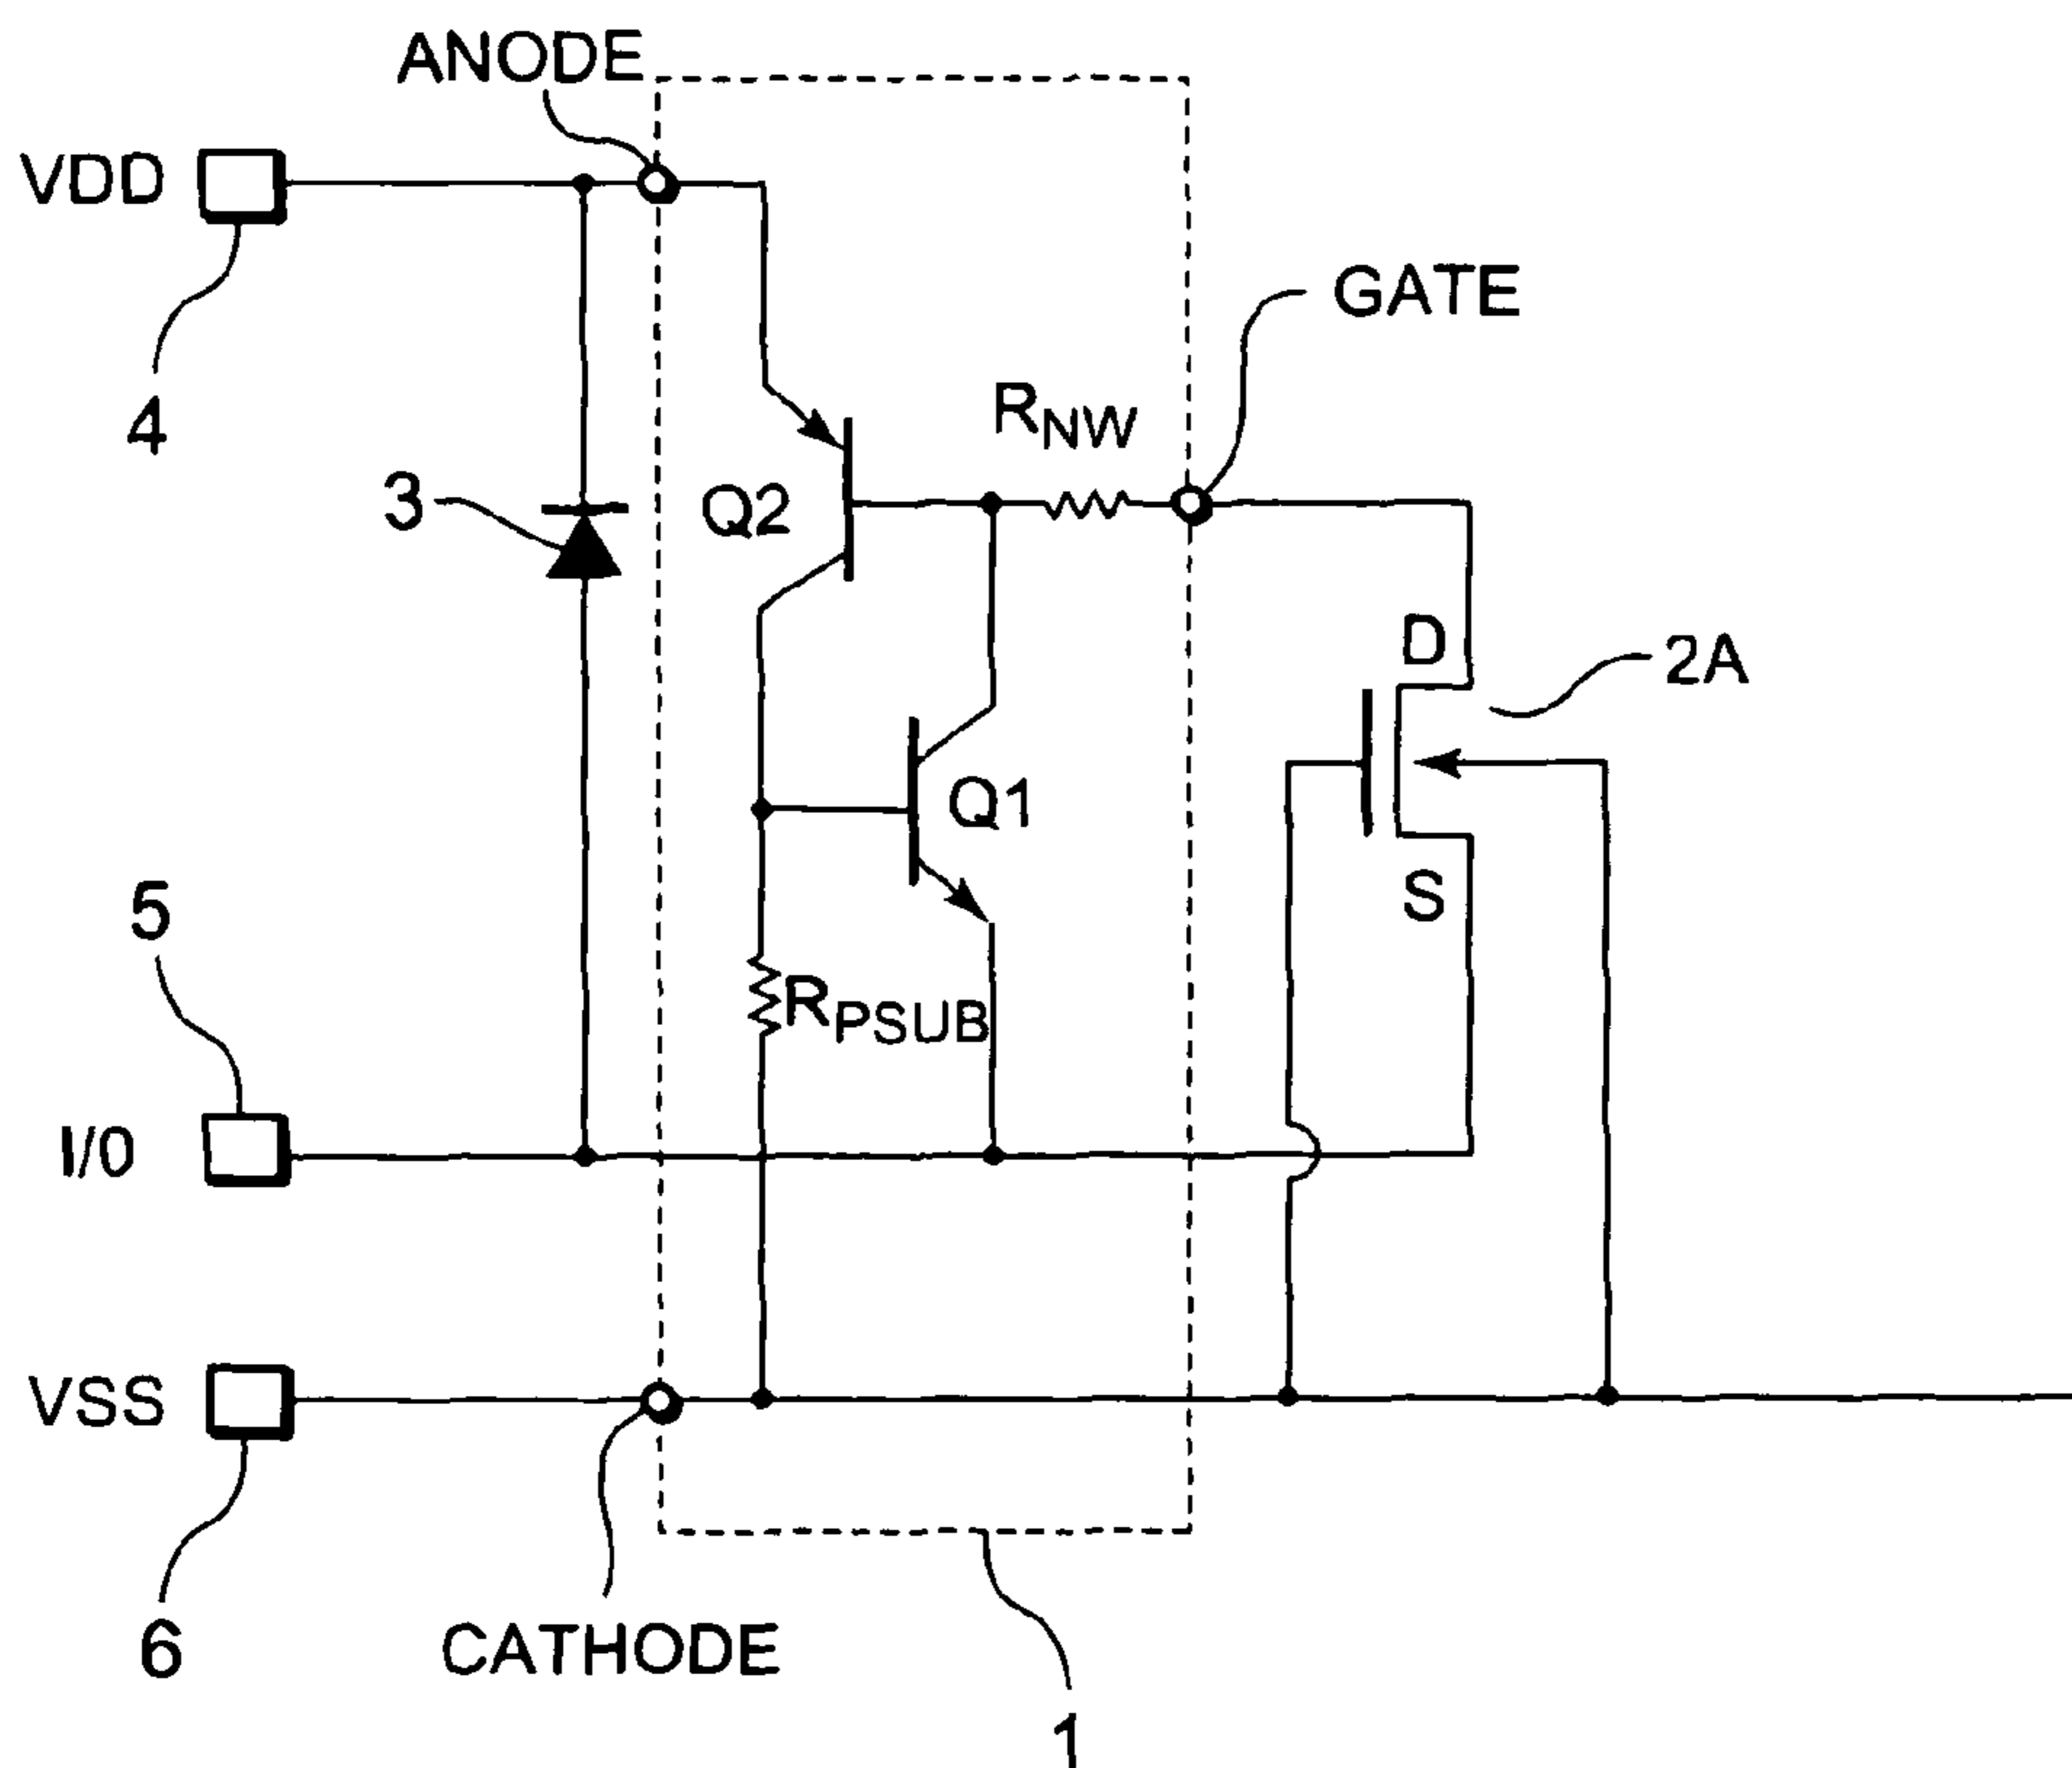 ANODE
VDD
4
GATE
RNW
3
Q2
D
2A
Q1
5
S
RPSUB
I/0
VSS
6
CATHODE
1